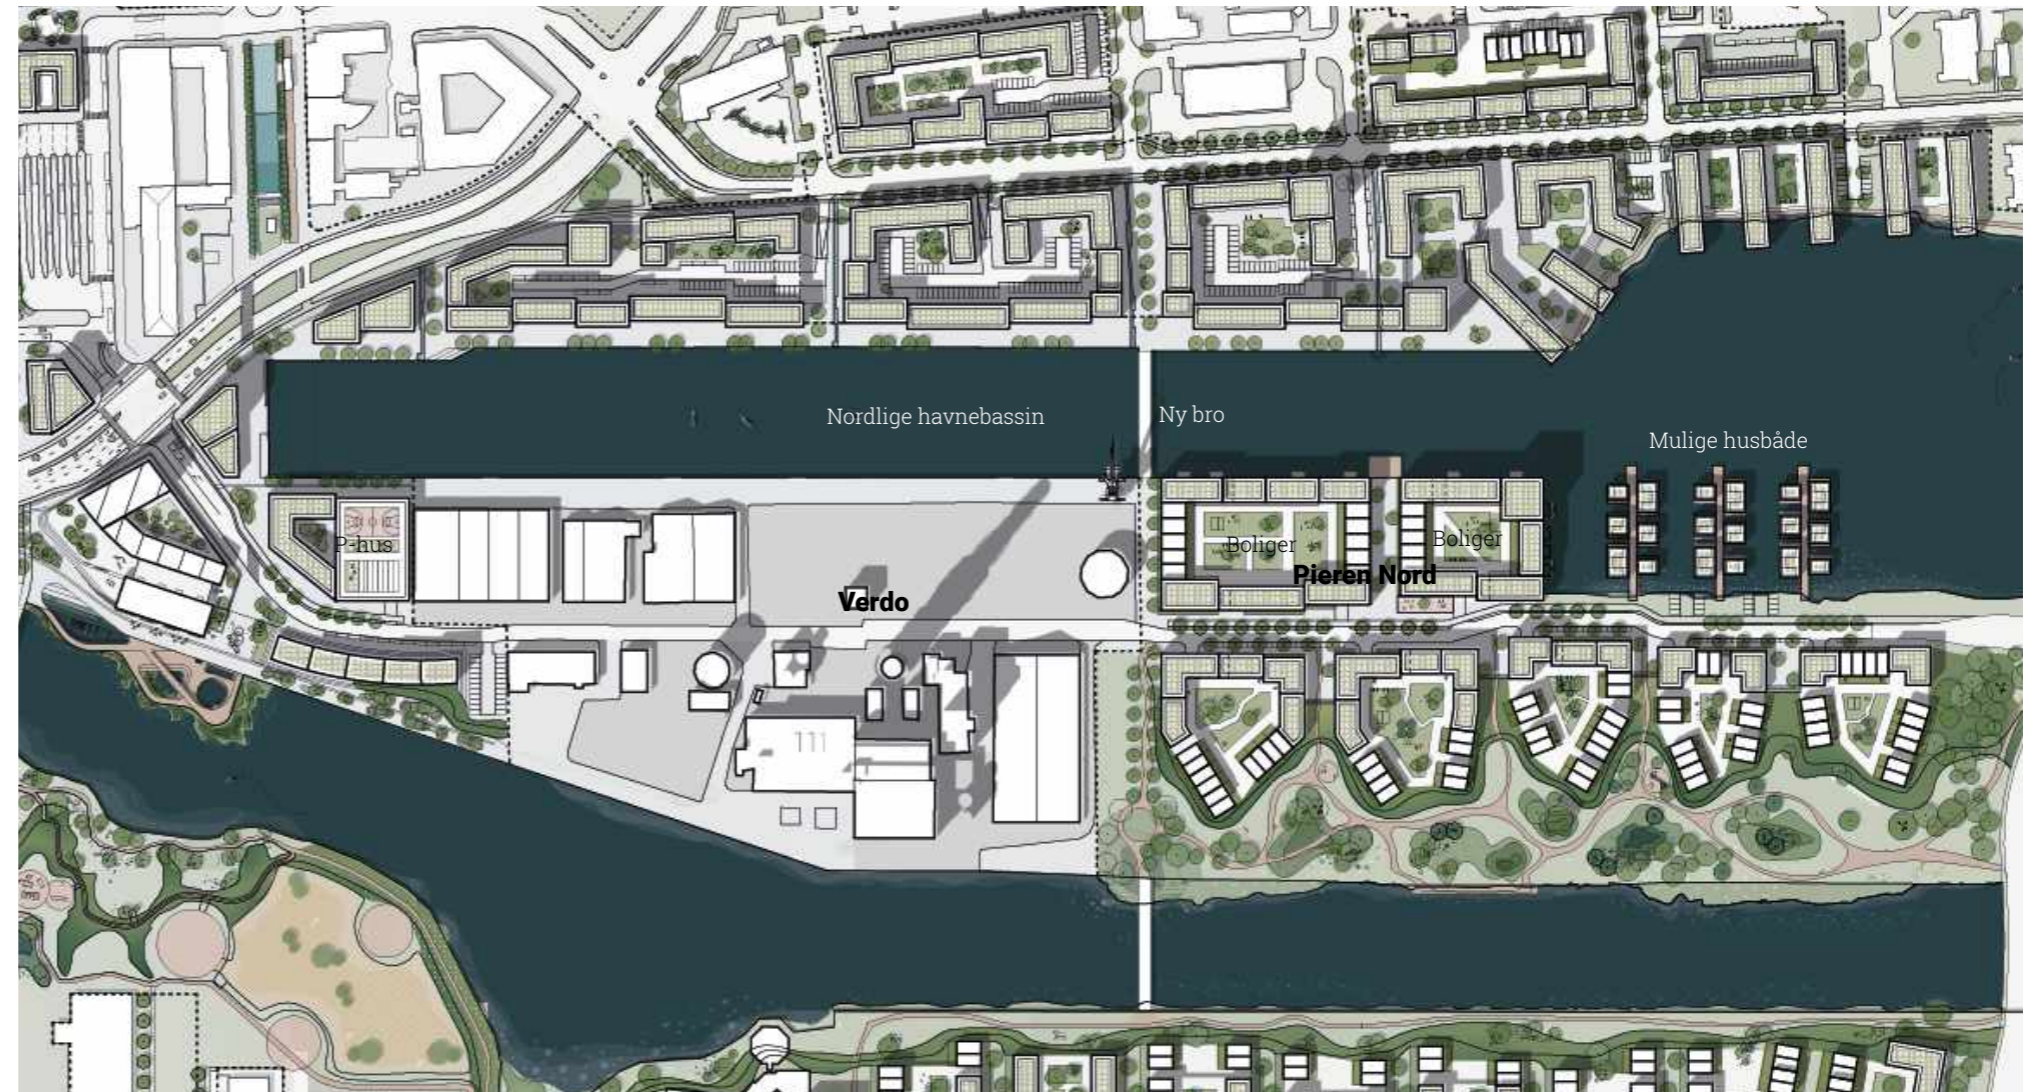 Nordlige havnebassin
Ny bro
Mulige husbåde
P-hus
Boliger
Boliger
Pieren Nord
Verdo